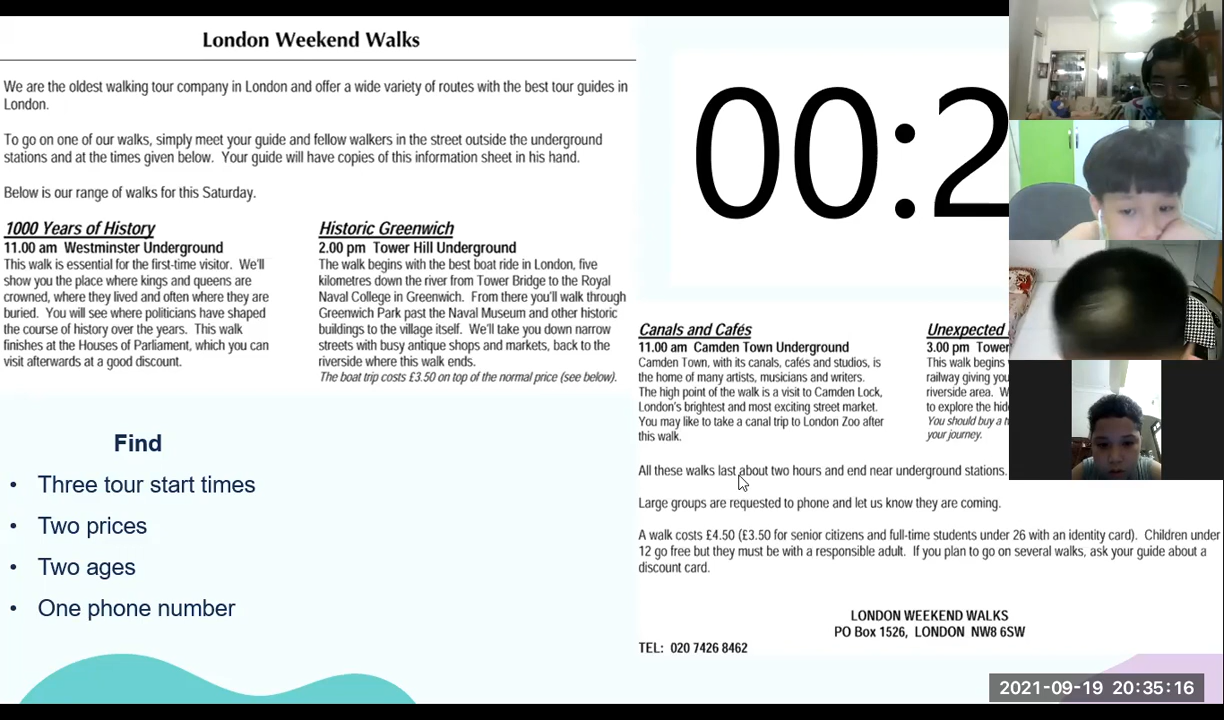 London Weekend Walks
We are the oldest walking tour company in London and offer a wide variety of routes with the best tour guides in
London.
To go on one of our walks, simply meet your guide and fellow walkers in the street outside the underground
stations and at the times given below. Your guide will have copies of this information sheet in his hand.
Below is our range of walks for this Saturday.
1000 Years of History
11.00 am Westminster Underground
This walk is essential for the first-time visitor. We'll
show you the place where kings and queens are
crowned, where they lived and often where they are
buried. You will see where politicians have shaped
the course of history over the years. This walk
finishes at the Houses of Parliament, which you can
visit afterwards at a good discount.
Historic Greenwich
2.00 pm Tower Hill Underground
The walk begins with the best boat ride in London, five
kilometres down the river from Tower Bridge to the Royal
Naval College in Greenwich. From there you'll walk through
Greenwich Park past the Naval Museum and other historic
buildings to the village itself. We'll take you down narrow
streets with busy antique shops and markets, back to the
riverside where this walk ends.
The boat trip costs £3.50 on top of the normal price (see below).
Find
• Three tour start times
• Two prices
• Two ages
• One phone number
00:2
Canals and Cafés
11.00 am Camden Town Underground
Camden Town, with its canals, cafés and studios, is
the home of many artists, musicians and writers.
The high point of the walk is a visit to Camden Lock,
London's brightest and most exciting street market.
You may like to take a canal trip to London Zoo after
this walk.
Unexpected
3.00 pm Tower
This walk begins
railway giving you
riverside area. W
to explore the hid
You should buy a
your journey.
All these walks last about two hours and end near underground stations.
Large groups are requested to phone and let us know they are coming.
A walk costs £4.50 (£3.50 for senior citizens and full-time students under 26 with an identity card). Children under
12 go free but they must be with a responsible adult. If you plan to go on several walks, ask your guide about a
discount card.
LONDON WEEKEND WALKS
PO Box 1526, LONDON NW8 6SW
TEL: 020 7426 8462
2021-09-19 20:35:16